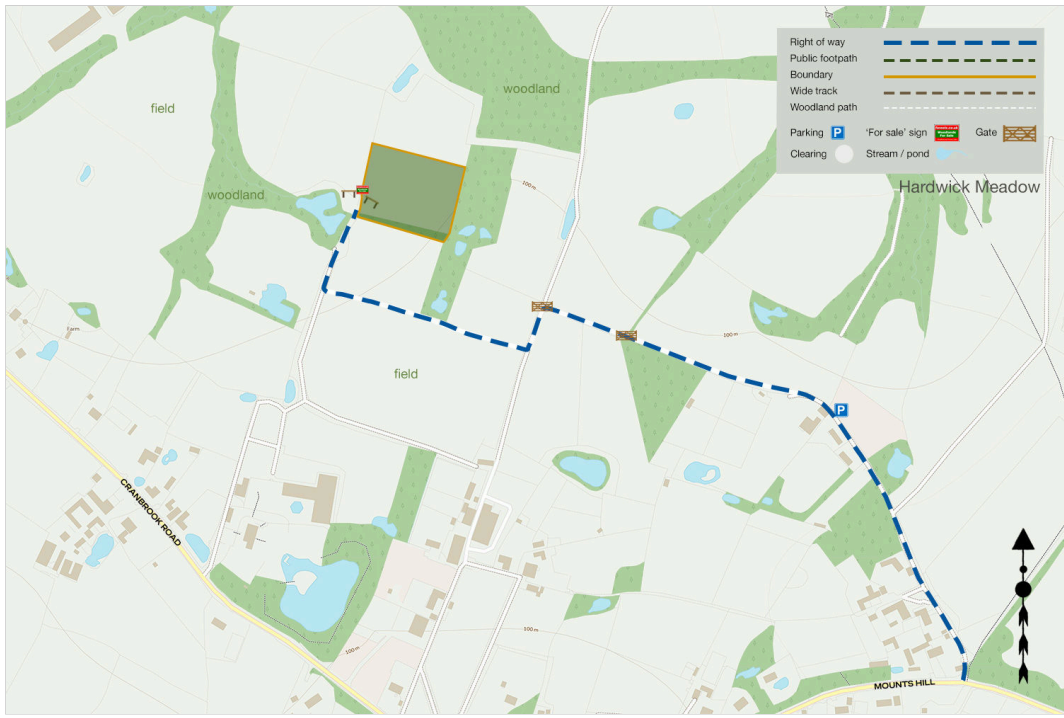 Right of way
Public footpath
Boundary
Wide track
Woodland path
Parking P 'For sale' sign Gate
Clearing Stream / pond
Hardwick Meadow
woodland
field
woodland
100 m
100 m
Farm
field
P
CRANBROOK ROAD
100 m
100 m
MOUNTS HILL